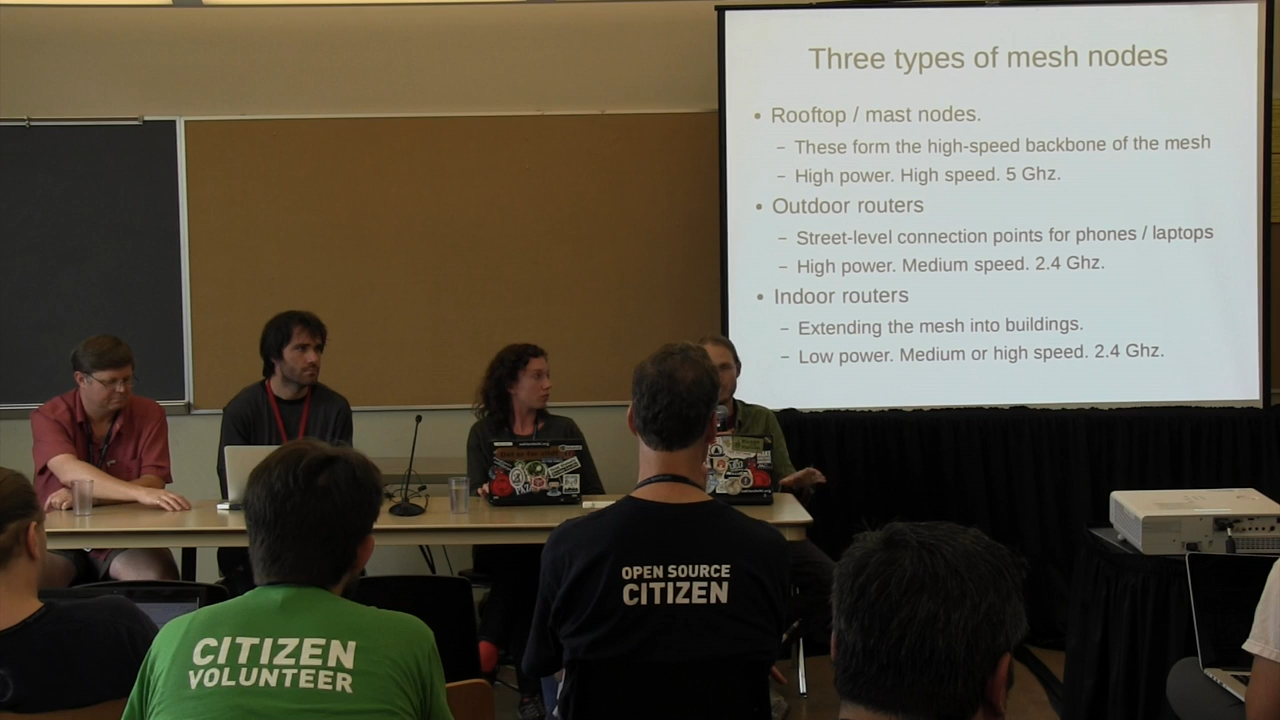 Three types of mesh nodes
• Rooftop / mast nodes.
– These form the high-speed backbone of the mesh
– High power. High speed. 5 Ghz.
• Outdoor routers
– Street-level connection points for phones / laptops
– High power. Medium speed. 2.4 Ghz.
• Indoor routers
– Extending the mesh into buildings.
– Low power. Medium or high speed. 2.4 Ghz.
OPEN SOURCE
CITIZEN
CITIZEN
VOLUNTEER